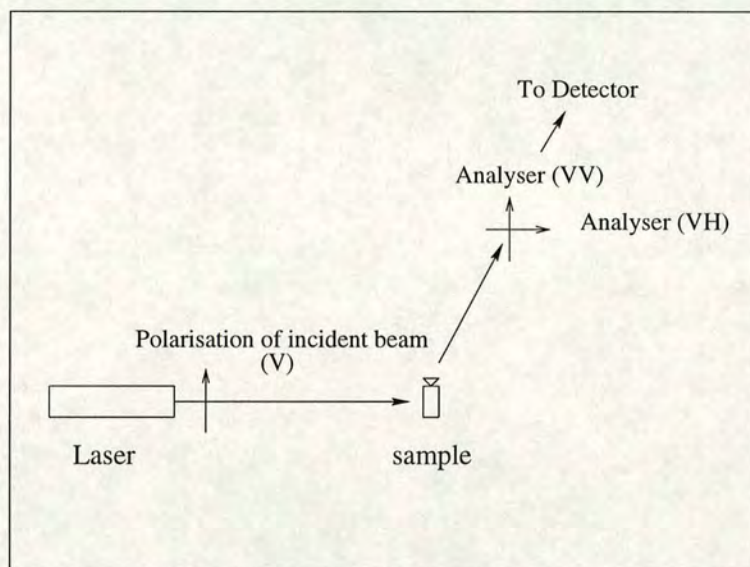 To Detector
Analyser (VV)
Analyser (VH)
Polarisation of incident beam
(V)
Laser
sample